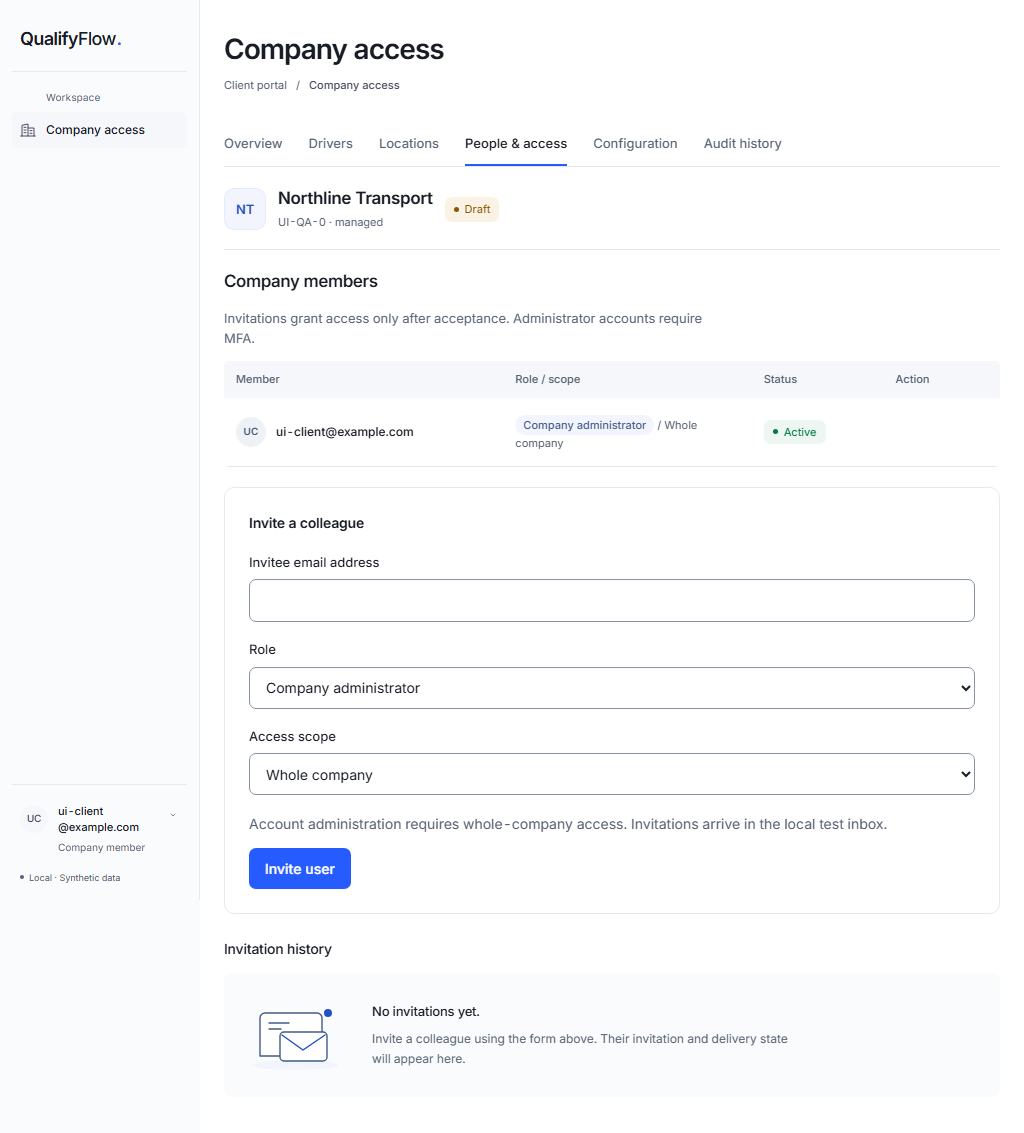 QualifyFlow.
Workspace
Company access
Company access
Client portal / Company access
Overview Drivers Locations People & access Configuration Audit history
NT
Northline Transport
Draft
UI-QA-0 · managed
Company members
Invitations grant access only after acceptance. Administrator accounts require
MFA.
Member Role / scope Status Action
UC ui-client@example.com Company administrator / Whole
company
Active
Invite a colleague
Invitee email address
Role
Company administrator
Access scope
Whole company
Account administration requires whole-company access. Invitations arrive in the local test inbox.
Invite user
Invitation history
No invitations yet.
Invite a colleague using the form above. Their invitation and delivery state
will appear here.
UC
ui-client
@example.com
Company member
Local · Synthetic data